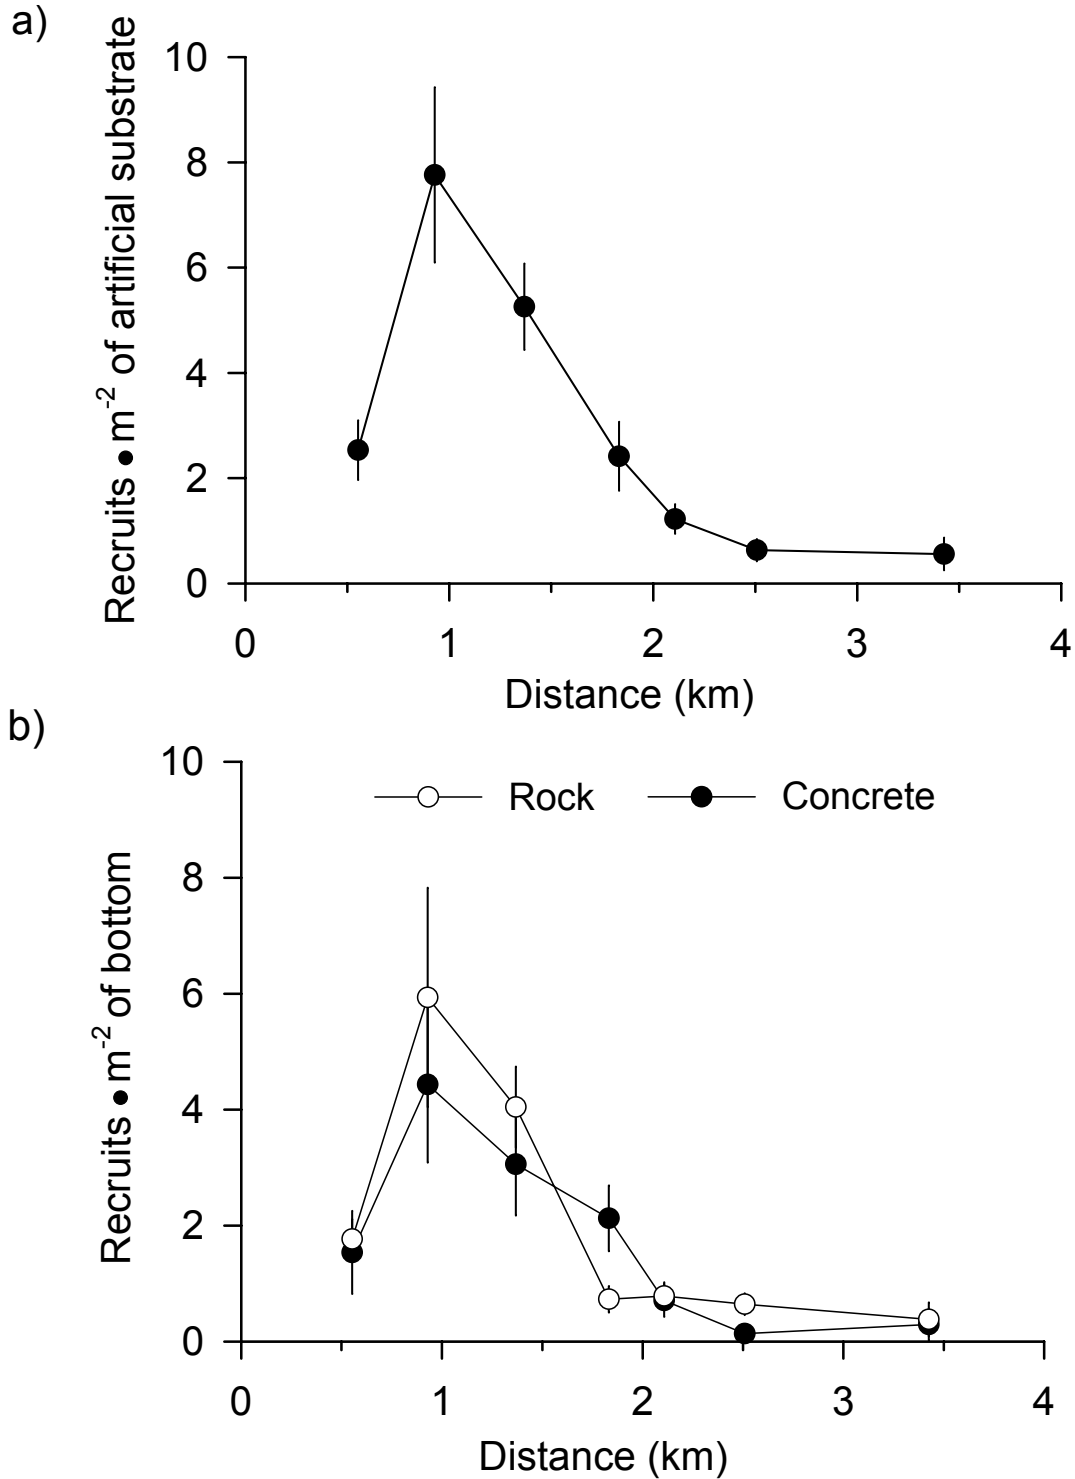 a)
Recruits • m-2 of artificial substrate
10
8
6
4
2
0
0 1 2 3 4
Distance (km)
b)
Rock Concrete
Recruits • m-2 of bottom
10
8
6
4
2
0
0 1 2 3 4
Distance (km)